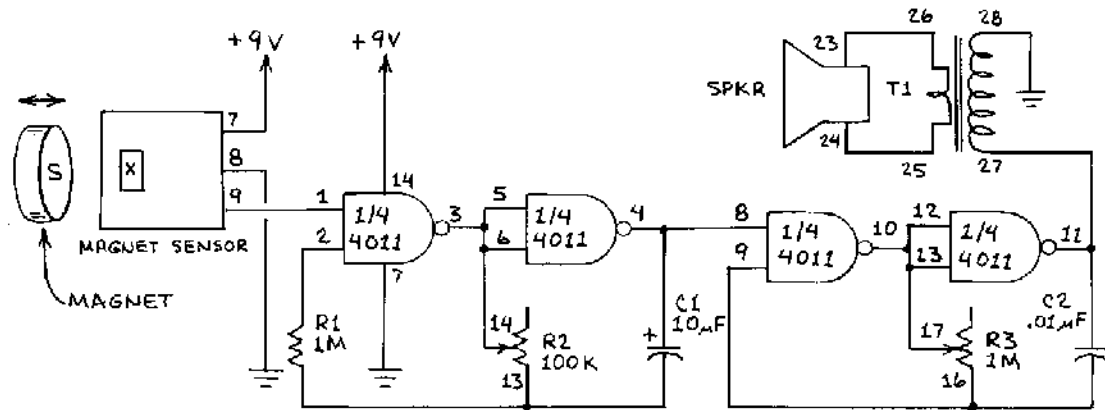 +9V
+9V
S
MAGNET
X
MAGNET SENSOR
7
8
9
1
2
14
1/4
4011
3
7
R1
1M
5
6
1/4
4011
4
14
R2
100K
13
C1
10µF
+
8
9
1/4
4011
10
12
13
1/4
4011
11
17
R3
1M
16
C2
.01µF
SPKR
23
24
26
T1
25
28
27